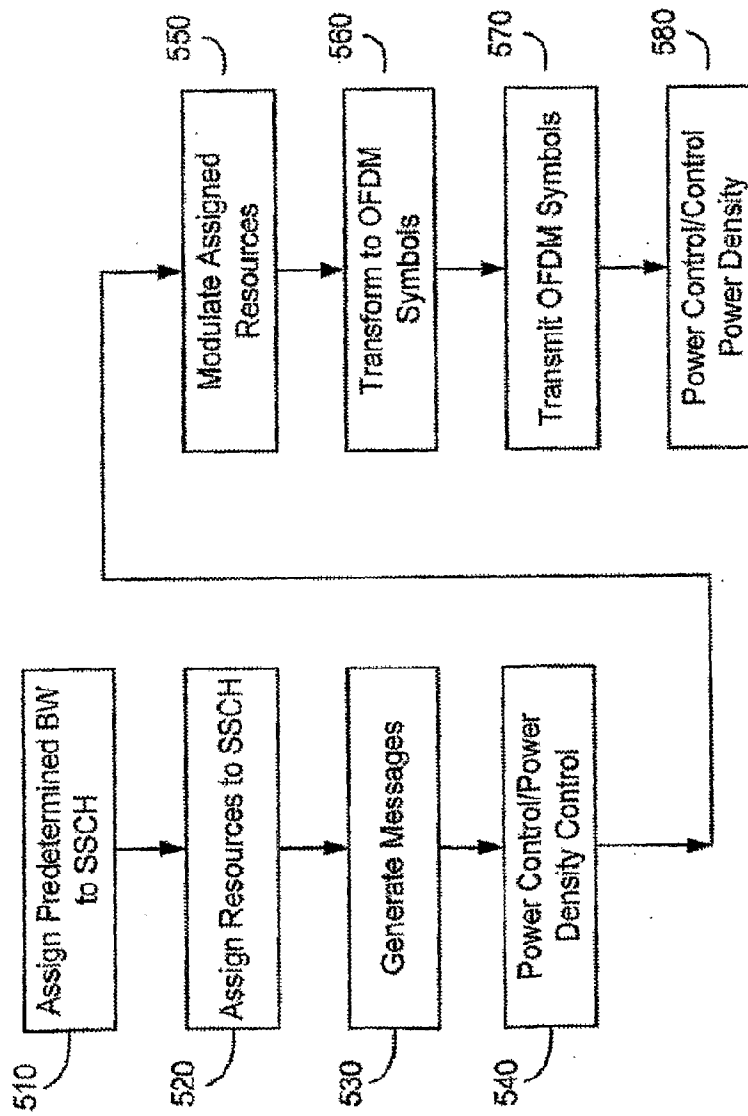 510
Assign Predetermined BW
to SSCH
520
Assign Resources to SSCH
530
Generate Messages
540
Power Control/Power
Density Control
550
Modulate Assigned
Resources
560
Transform to OFDM
Symbols
570
Transmit OFDM Symbols
580
Power Control/Control
Power Density